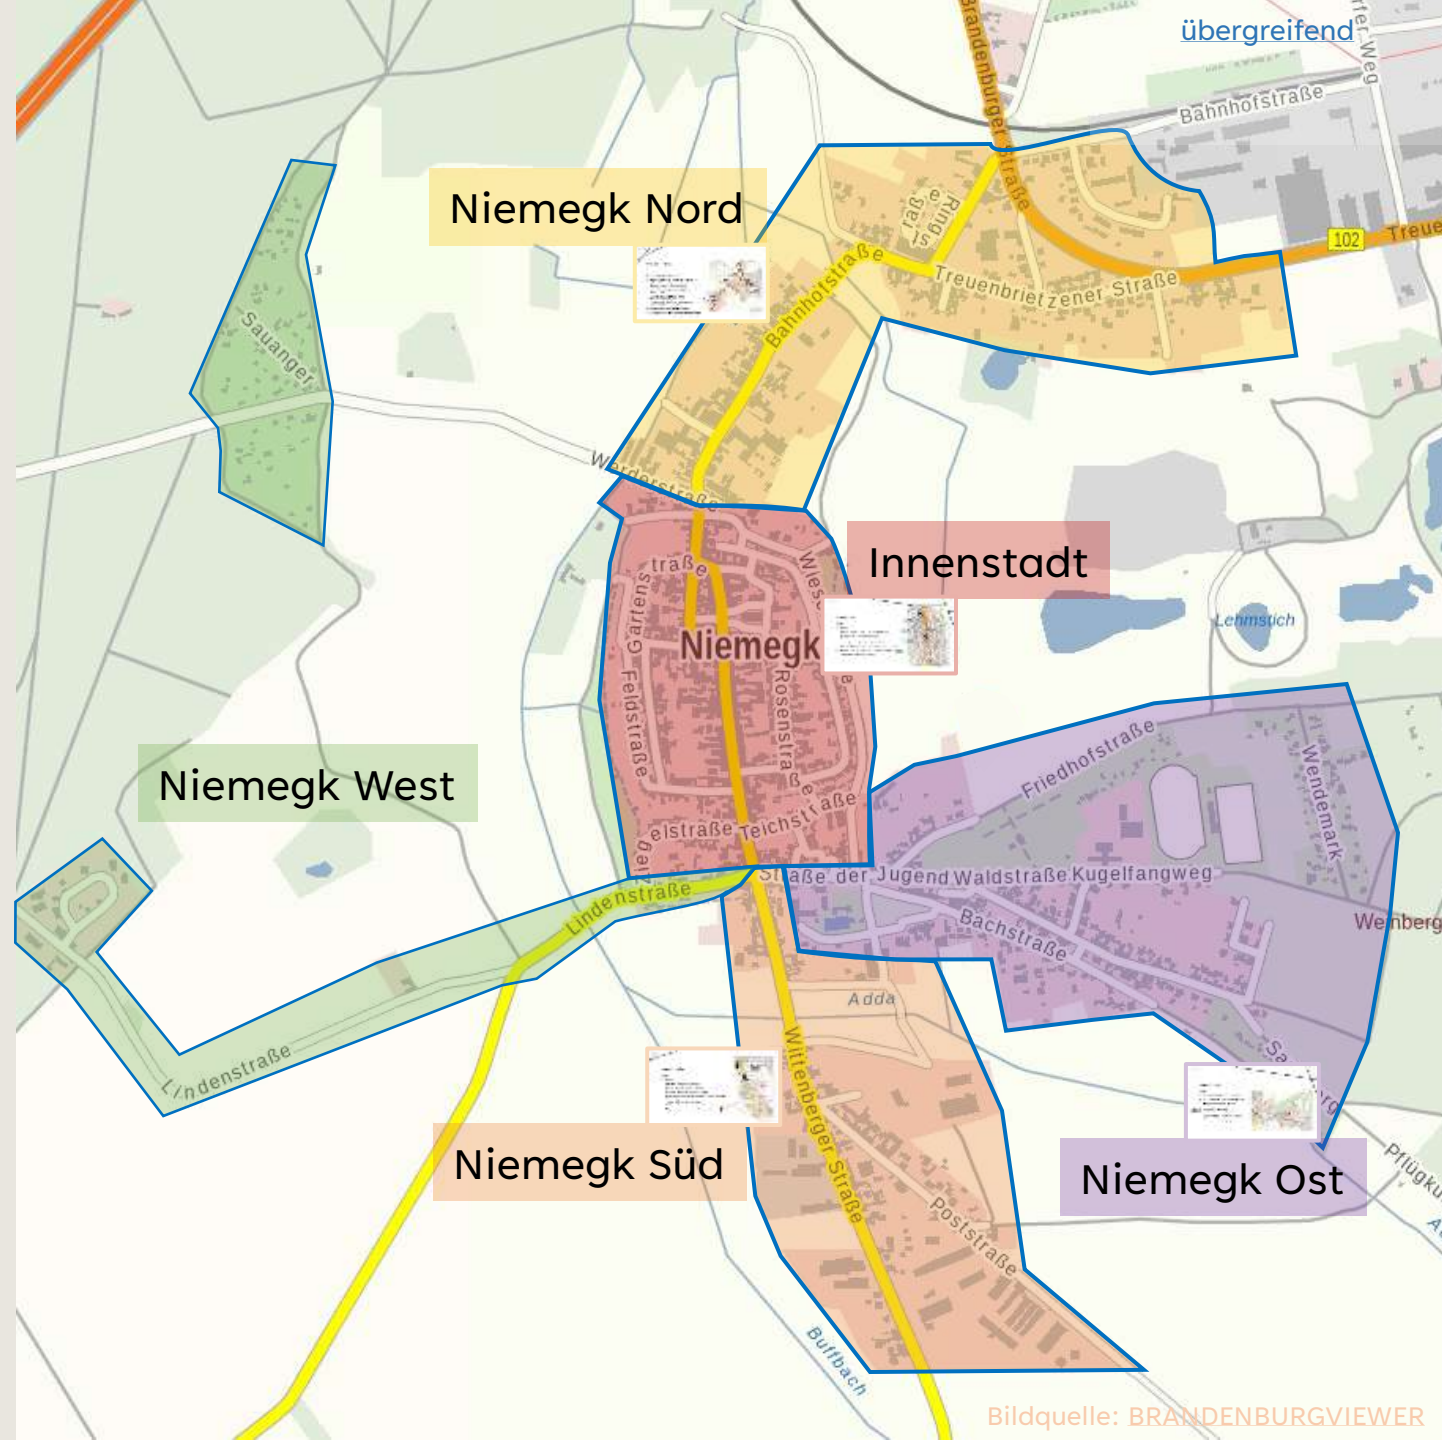 übergreifend
Brandenburger Straße
Bahnhofstraße
Niemegk Nord
Ringstraße
102
Bahnhofstraße
Treuenbrietzener Straße
Sauanger
Werderstraße
Innenstadt
Gartenstraße
Niemegk
Lehmstich
Feldstraße
Rosenstraße
Niemegk West
Friedhofstraße
Wendemark
elstraße
Teichstraße
Lindenstraße
Straße der Jugend
Waldstraße
Kugelfangweg
Bachstraße
Weinberg
Adda
Lindenstraße
Wittenberger Straße
Niemegk Süd
Niemegk Ost
Poststraße
Buffbach
Bildquelle: BRANDENBURGVIEWER